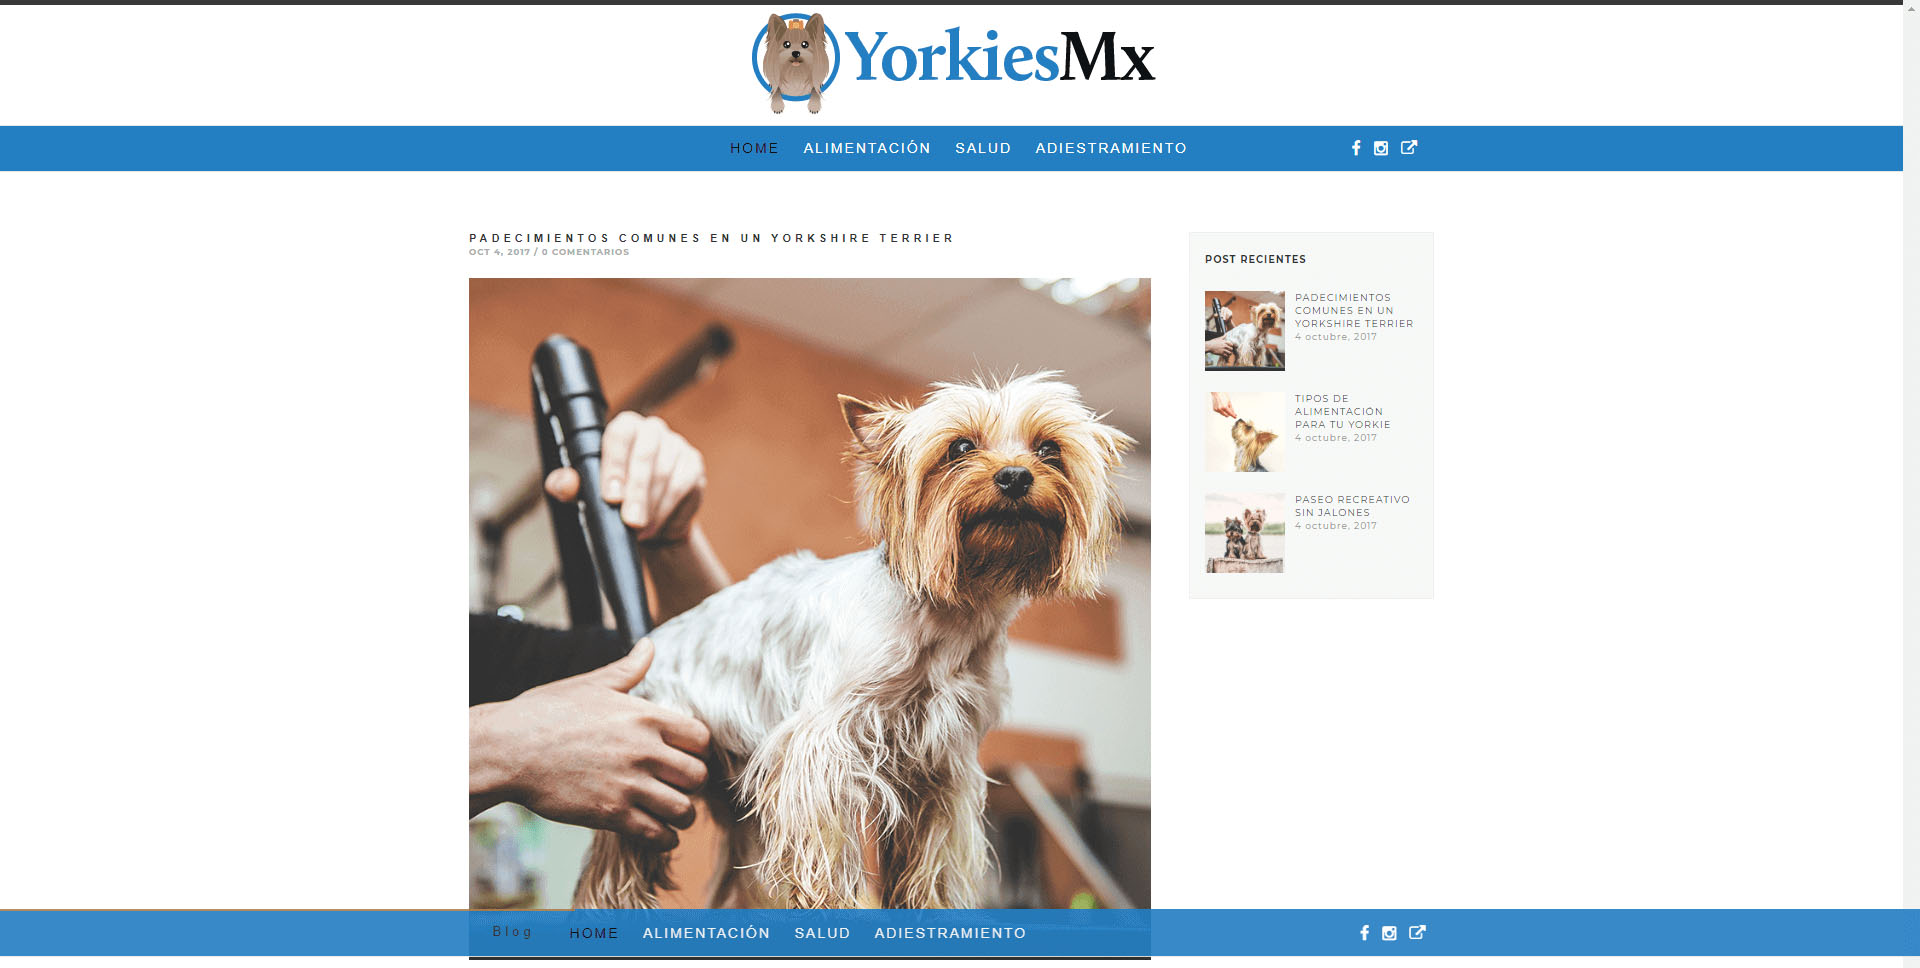 YorkiesMx
HOME ALIMENTACIÓN SALUD ADIESTRAMIENTO
PADECIMIENTOS COMUNES EN UN YORKSHIRE TERRIER
OCT 4, 2017 / 0 COMENTARIOS
POST RECIENTES
PADECIMIENTOS
COMUNES EN UN
YORKSHIRE TERRIER
4 octubre, 2017
TIPOS DE
ALIMENTACIÓN
PARA TU YORKIE
4 octubre, 2017
PASEO RECREATIVO
SIN JALONES
4 octubre, 2017
Blog HOME ALIMENTACIÓN SALUD ADIESTRAMIENTO